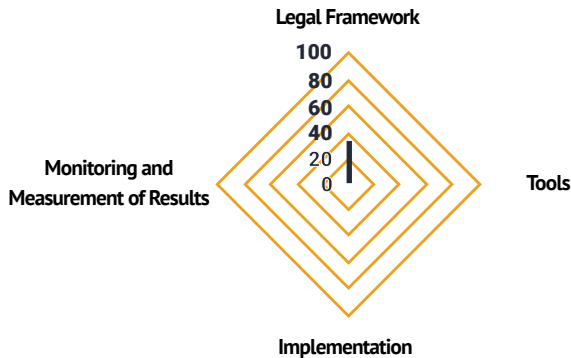 Legal Framework
100
80
60
40
20
0
Monitoring and
Measurement of Results
Tools
Implementation